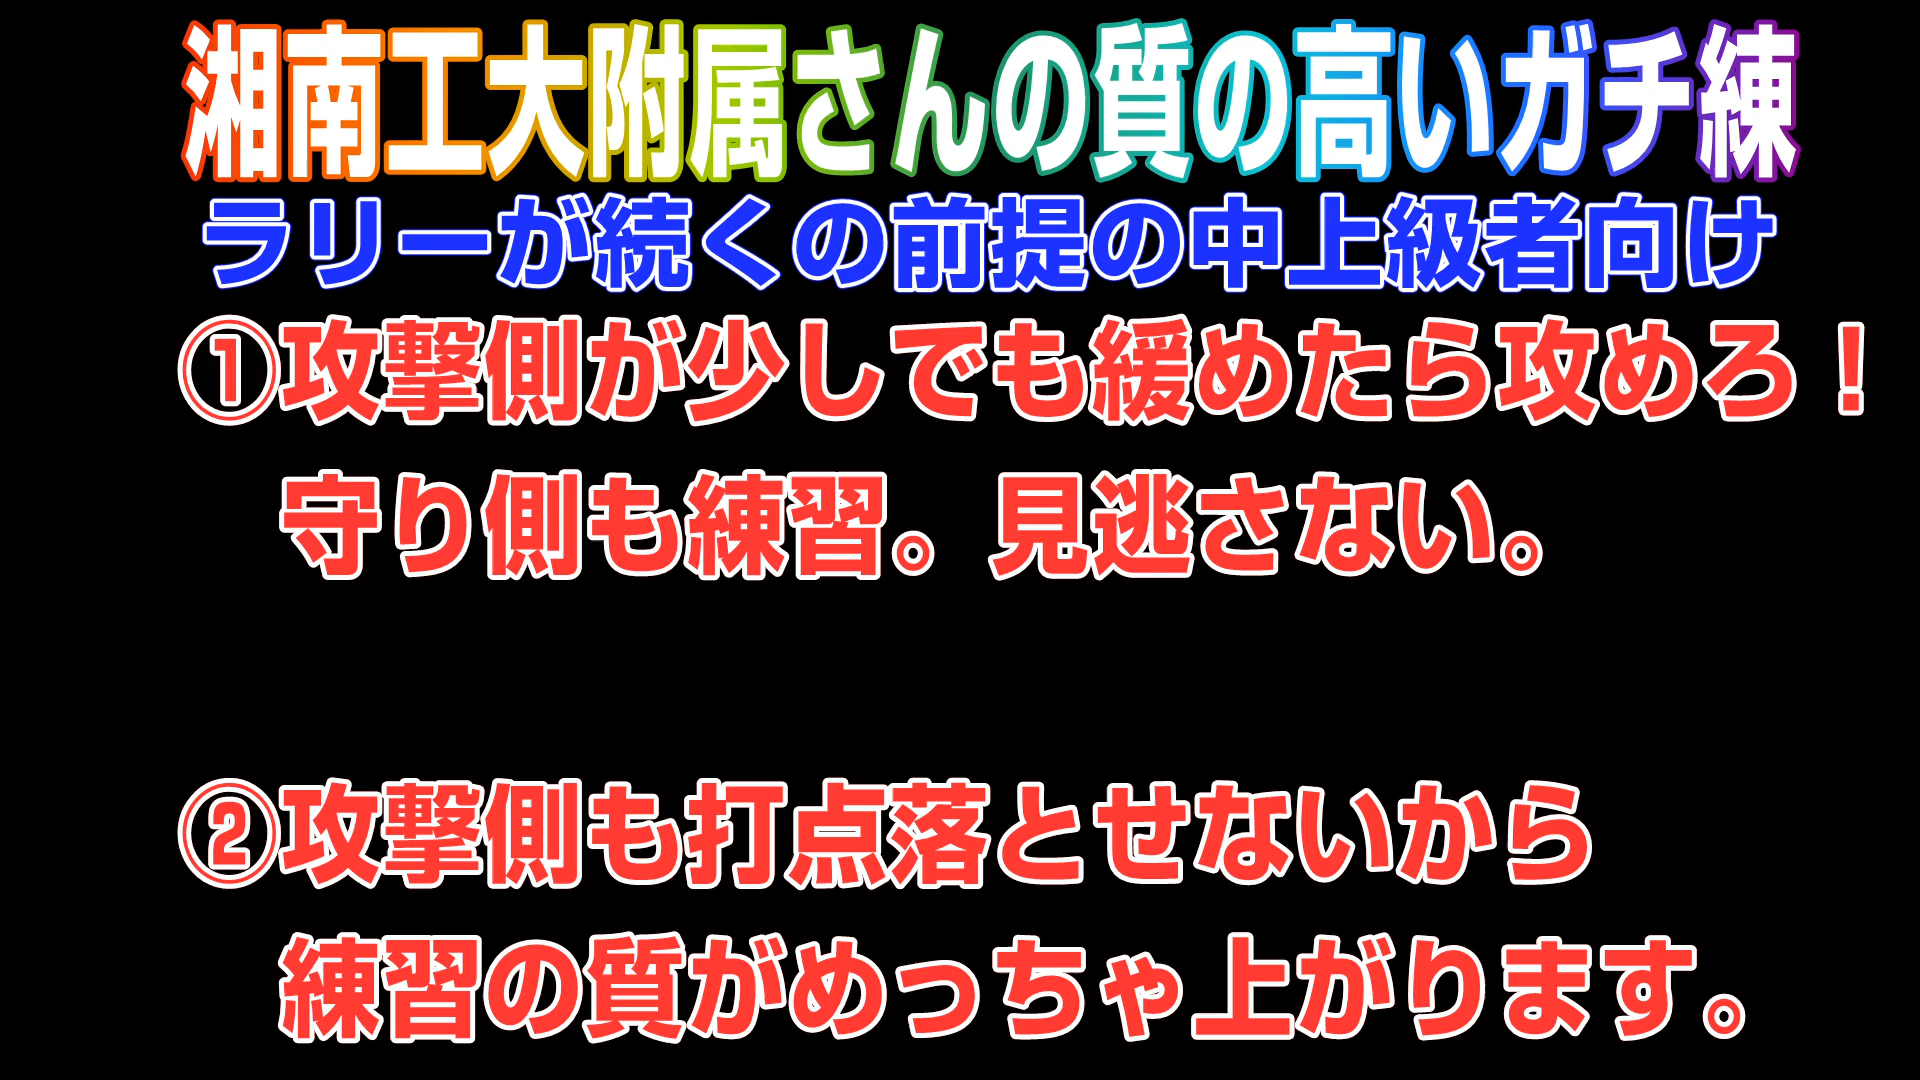 湘南工大附属さんの質の高いガチ練
ラリーが続くの前提の中上級者向け
①攻撃側が少しでも緩めたら攻めろ！
守り側も練習。見逃さない。
②攻撃側も打点落とせないから
練習の質がめっちゃ上がります。